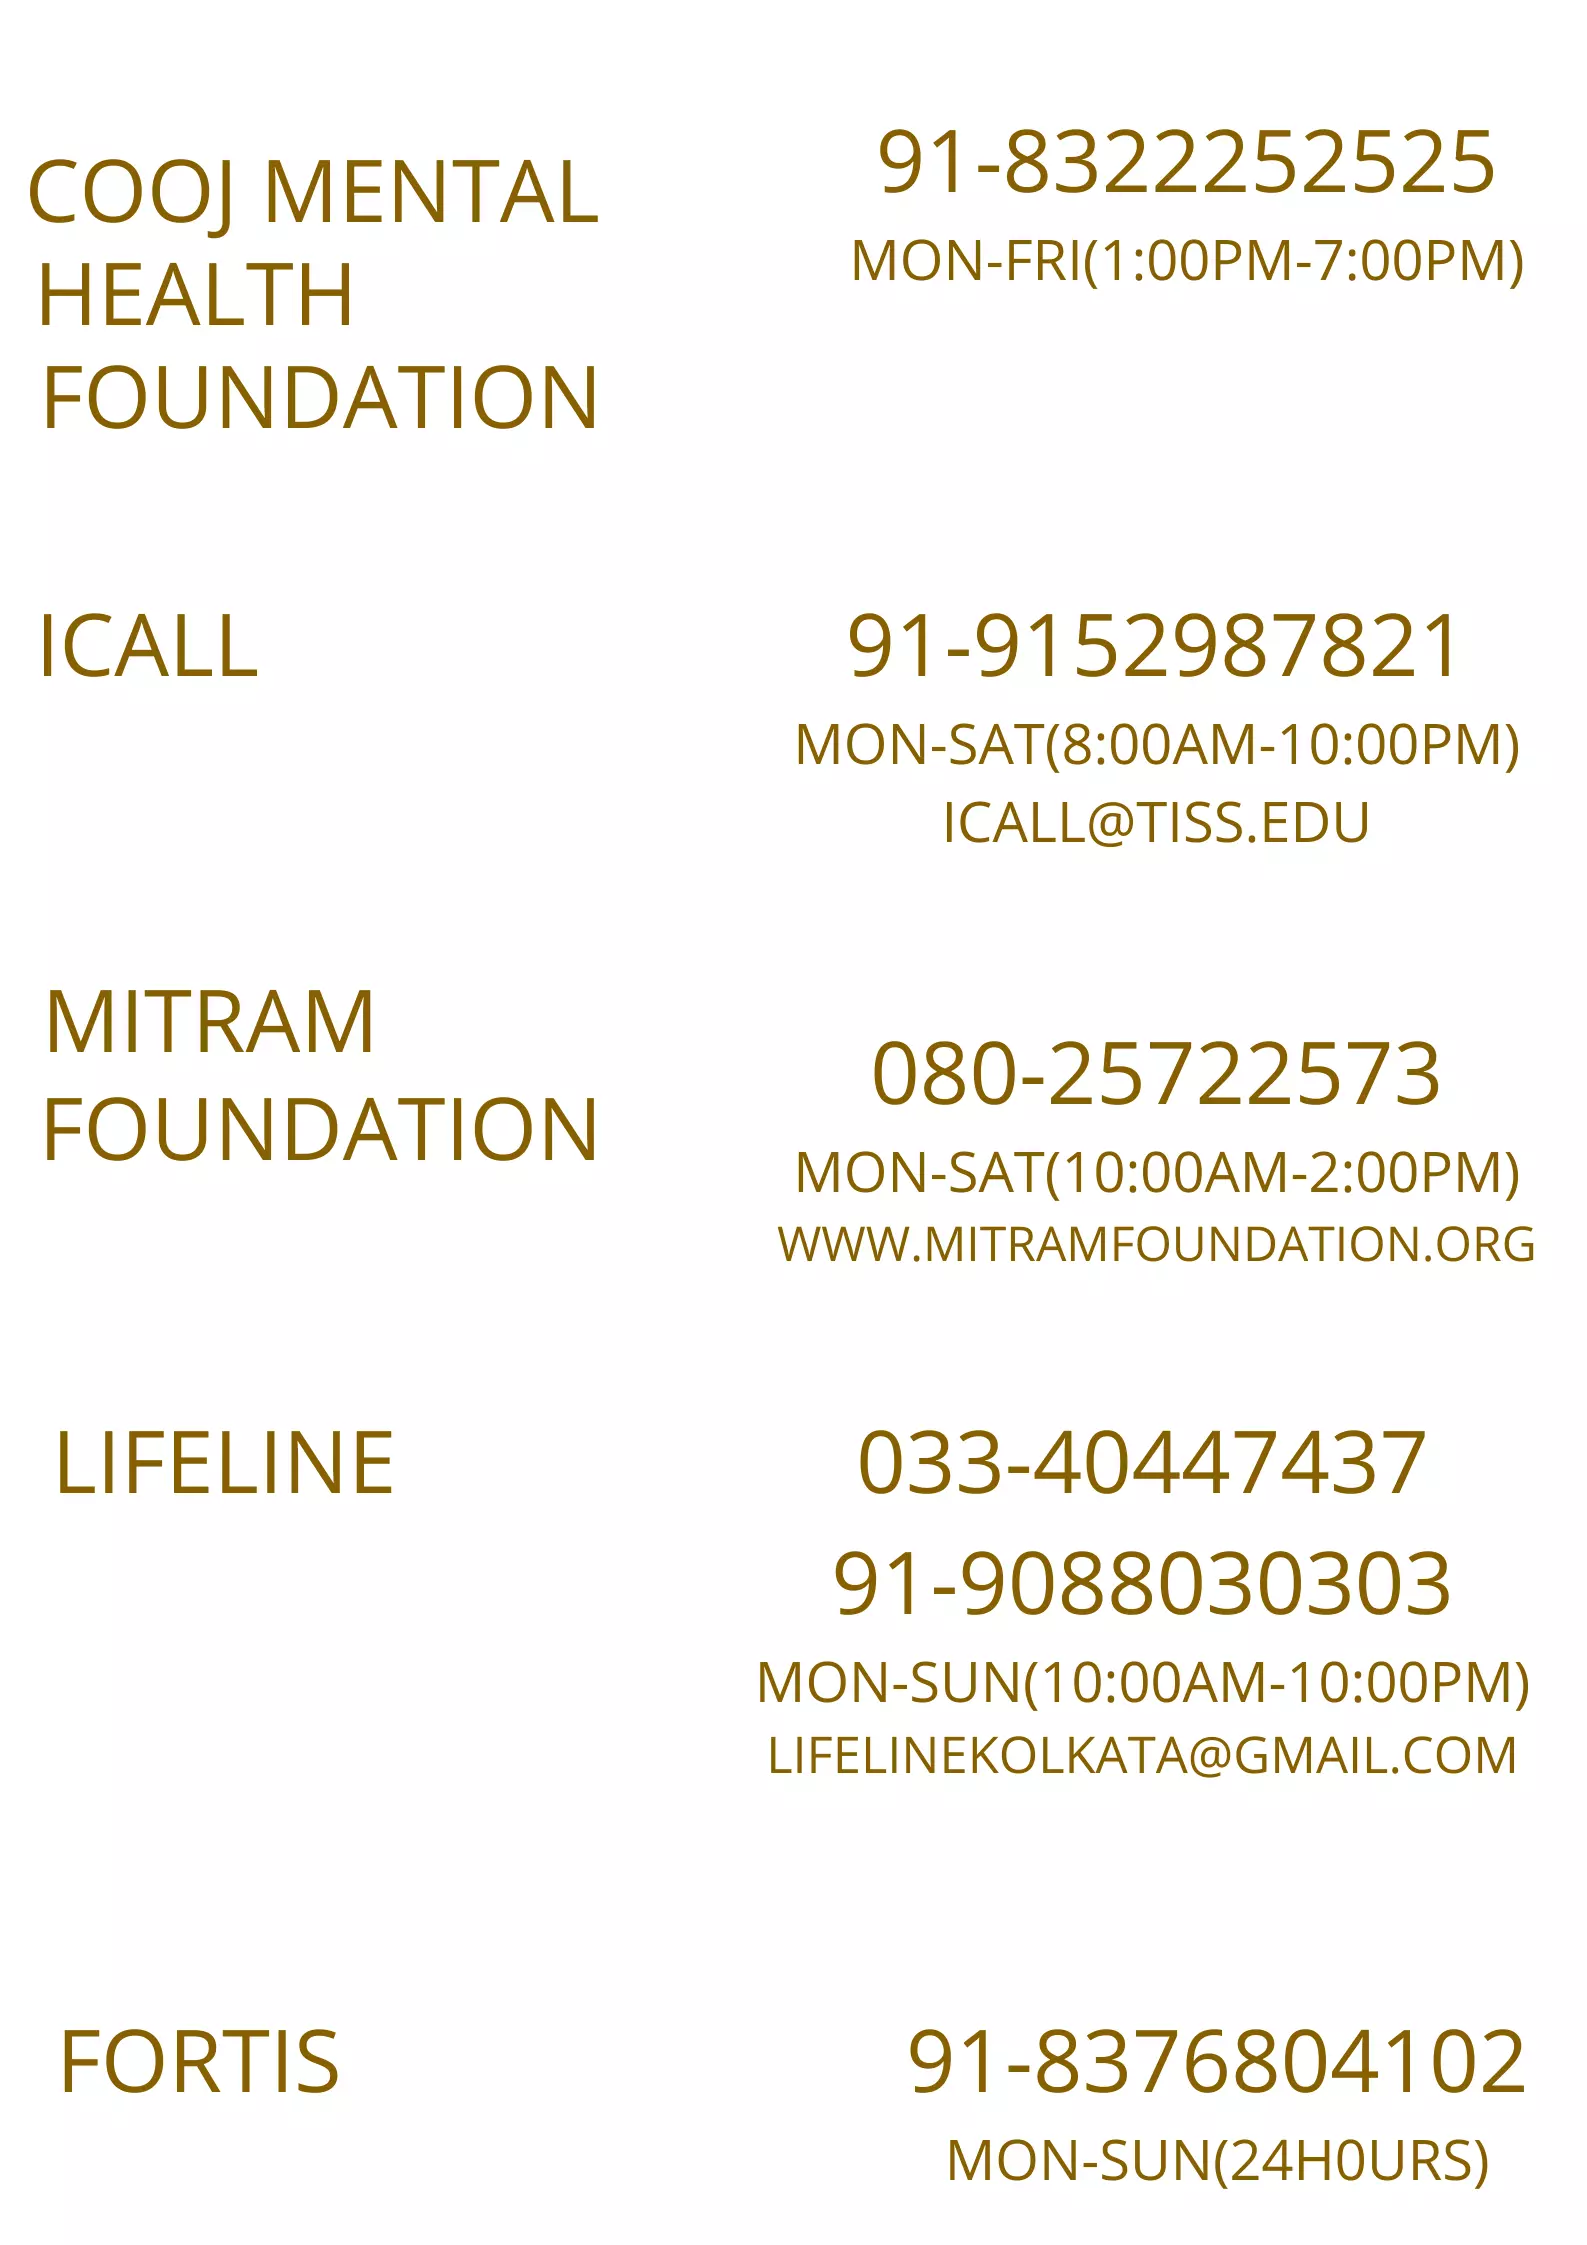 COOJ MENTAL
HEALTH
FOUNDATION
91-8322252525
MON-FRI(1:00PM-7:00PM)
ICALL
91-9152987821
MON-SAT(8:00AM-10:00PM)
ICALL@TISS.EDU
MITRAM
FOUNDATION
080-25722573
MON-SAT(10:00AM-2:00PM)
WWW.MITRAMFOUNDATION.ORG
LIFELINE
033-40447437
91-9088030303
MON-SUN(10:00AM-10:00PM)
LIFELINEKOLKATA@GMAIL.COM
FORTIS
91-8376804102
MON-SUN(24H0URS)